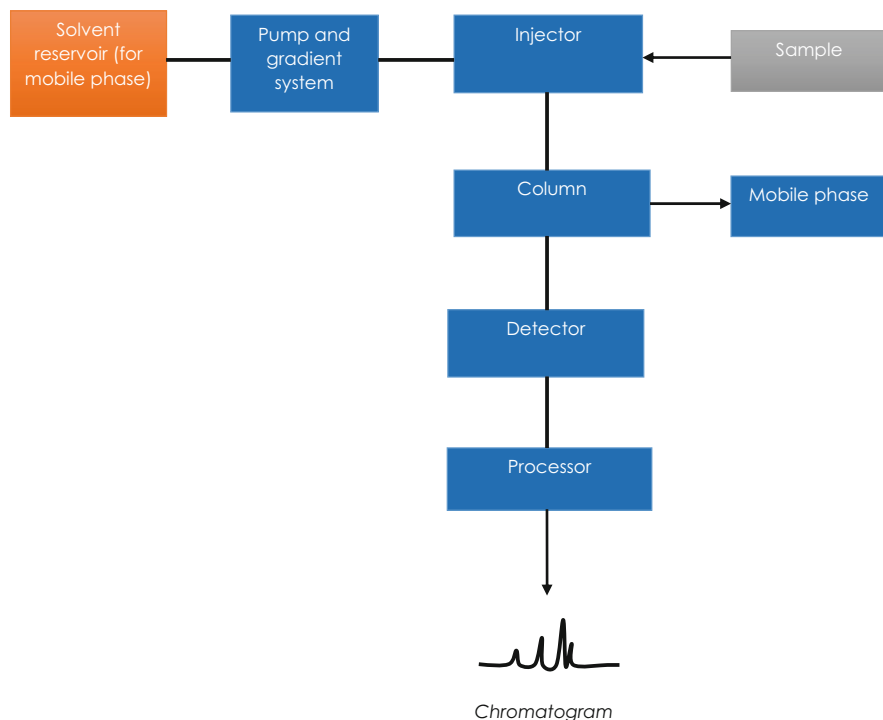 Solvent
reservoir (for
mobile phase)
Pump and
gradient
system
Injector
Sample
Column
Mobile phase
Detector
Processor
Chromatogram